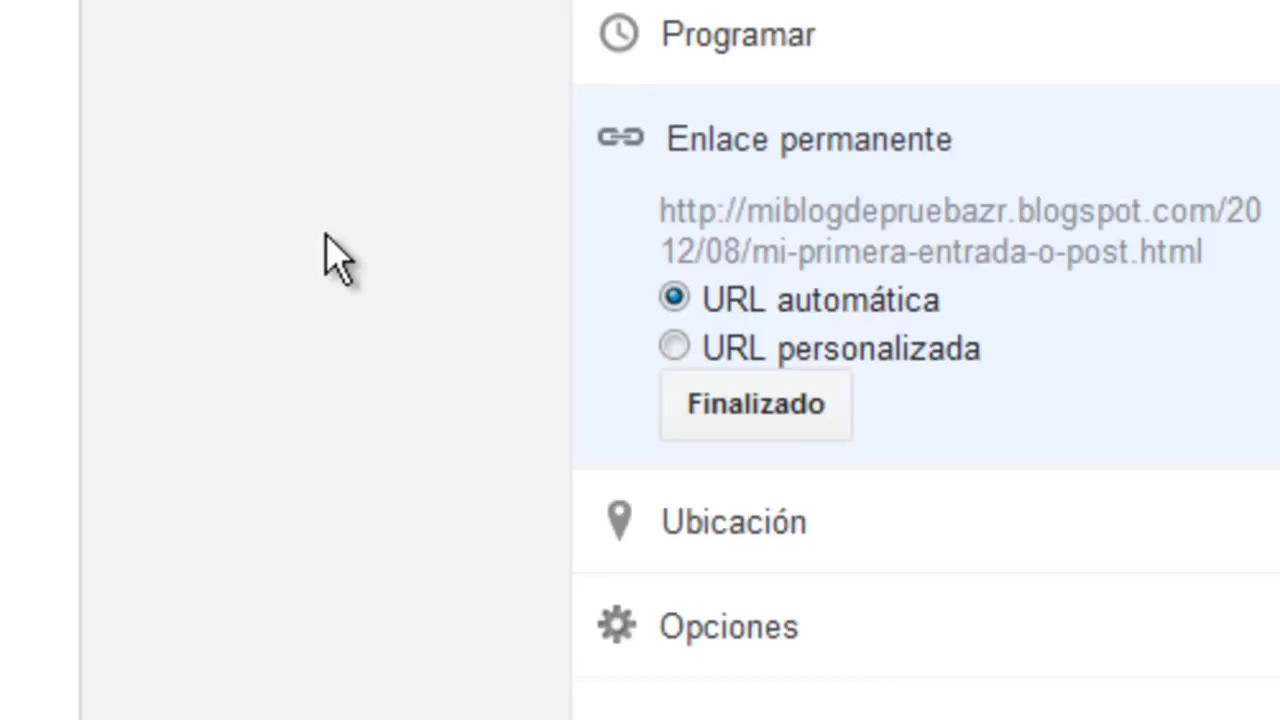 Programar
Enlace permanente
http://miblogdepruebazr.blogspot.com/20
12/08/mi-primera-entrada-o-post.html
URL automática
URL personalizada
Finalizado
Ubicación
Opciones